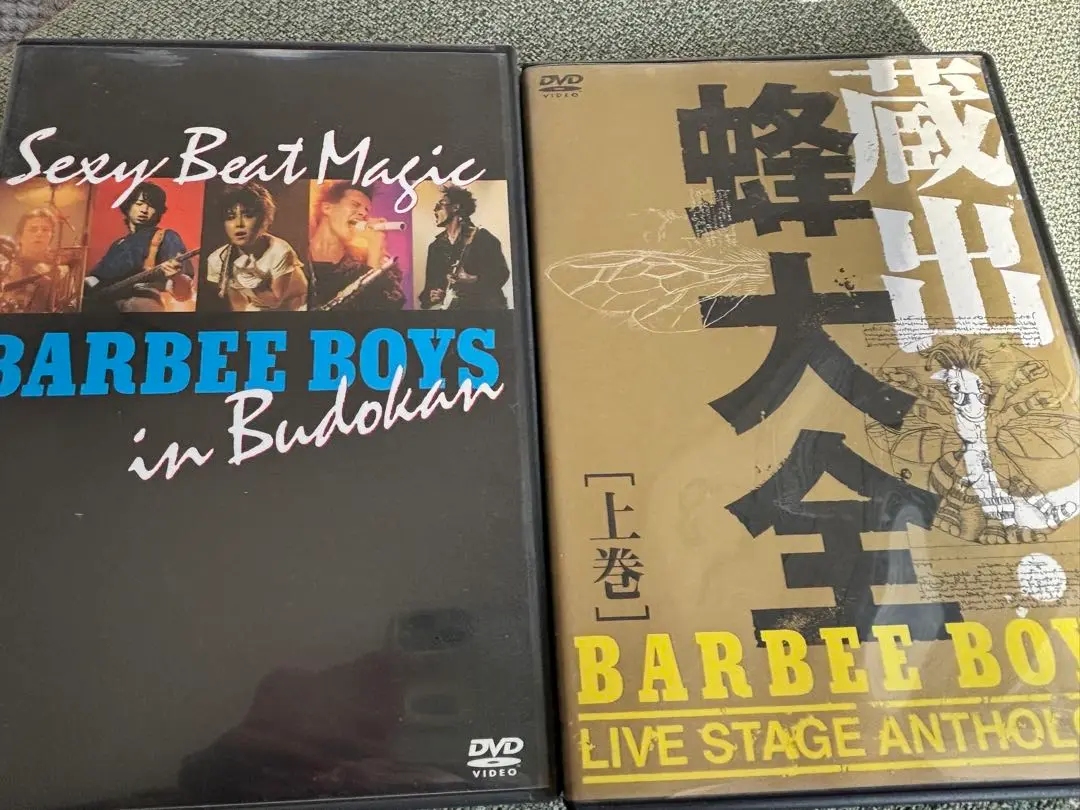 Sexy Beat Magic
BARBEE BOYS
in Budokan
DVD
VIDEO
DVD
VIDEO
蔵出
蜂大全
[上巻]
BARBEE BOY
LIVE STAGE ANTHOLO